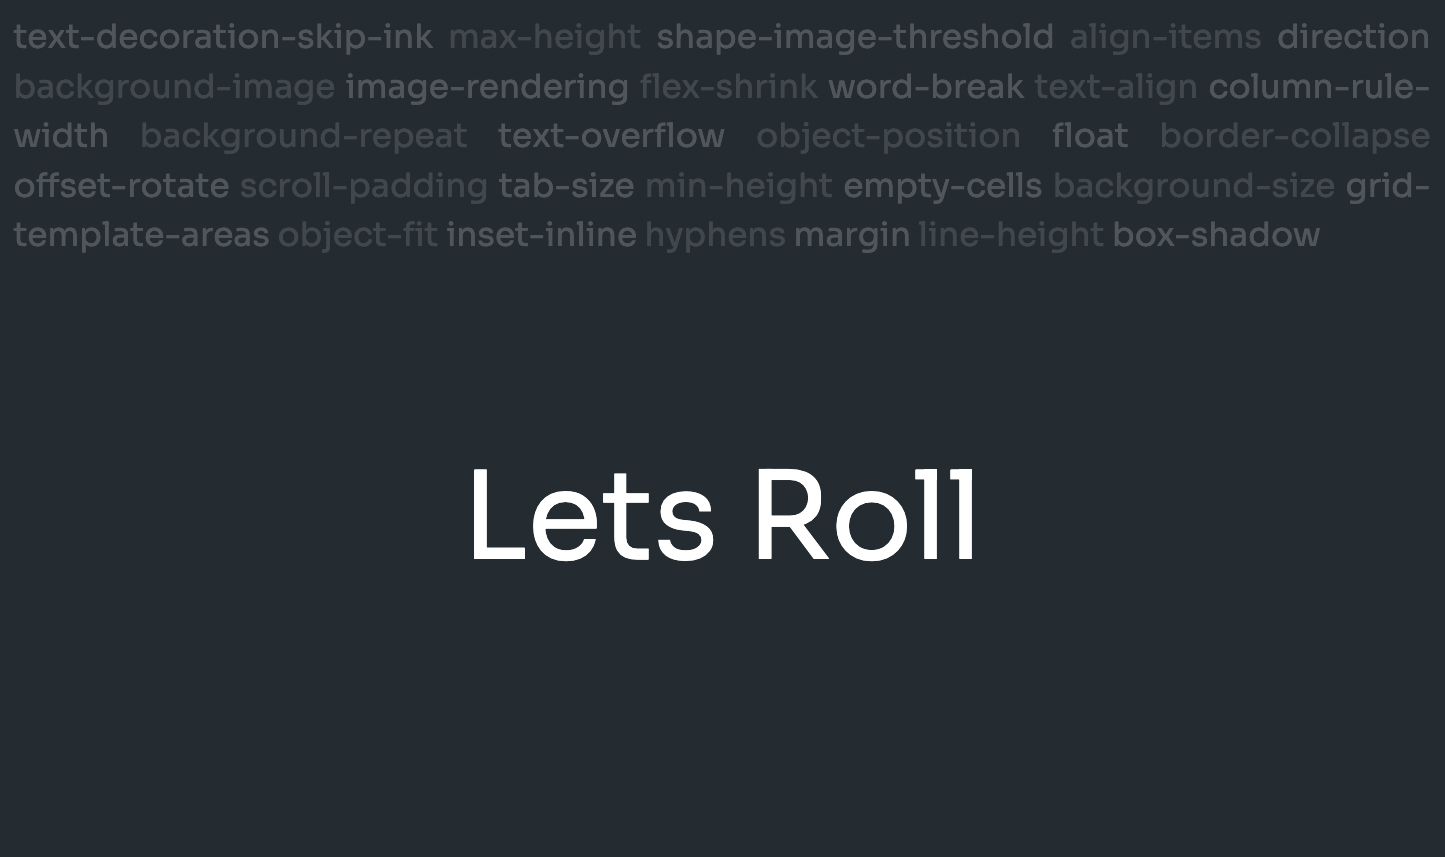 text-decoration-skip-ink max-height shape-image-threshold align-items direction
background-image image-rendering flex-shrink word-break text-align column-rule-
width background-repeat text-overflow object-position float border-collapse
offset-rotate scroll-padding tab-size min-height empty-cells background-size grid-
template-areas object-fit inset-inline hyphens margin line-height box-shadow
Lets Roll